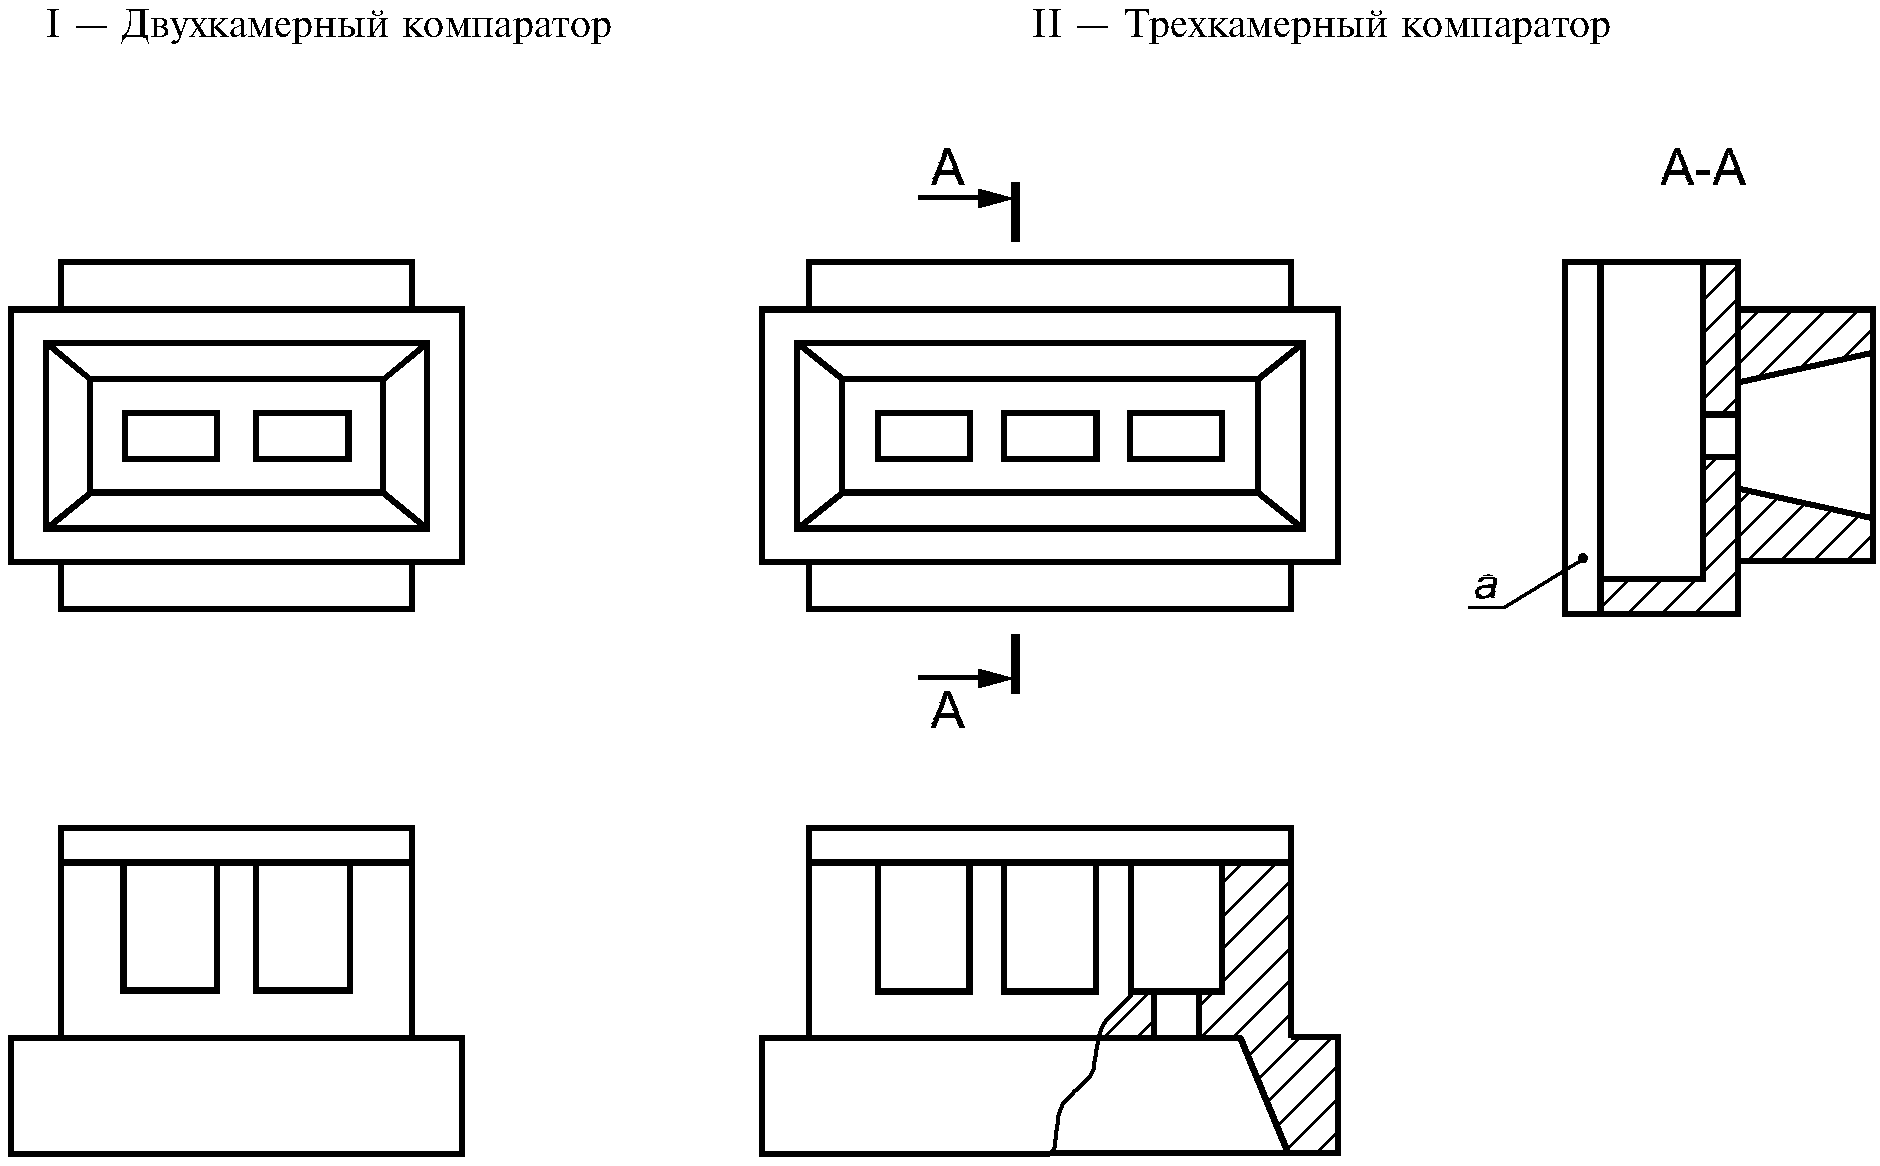 I — Двухкамерный компаратор
II — Трехкамерный компаратор
А
А-А
а
А